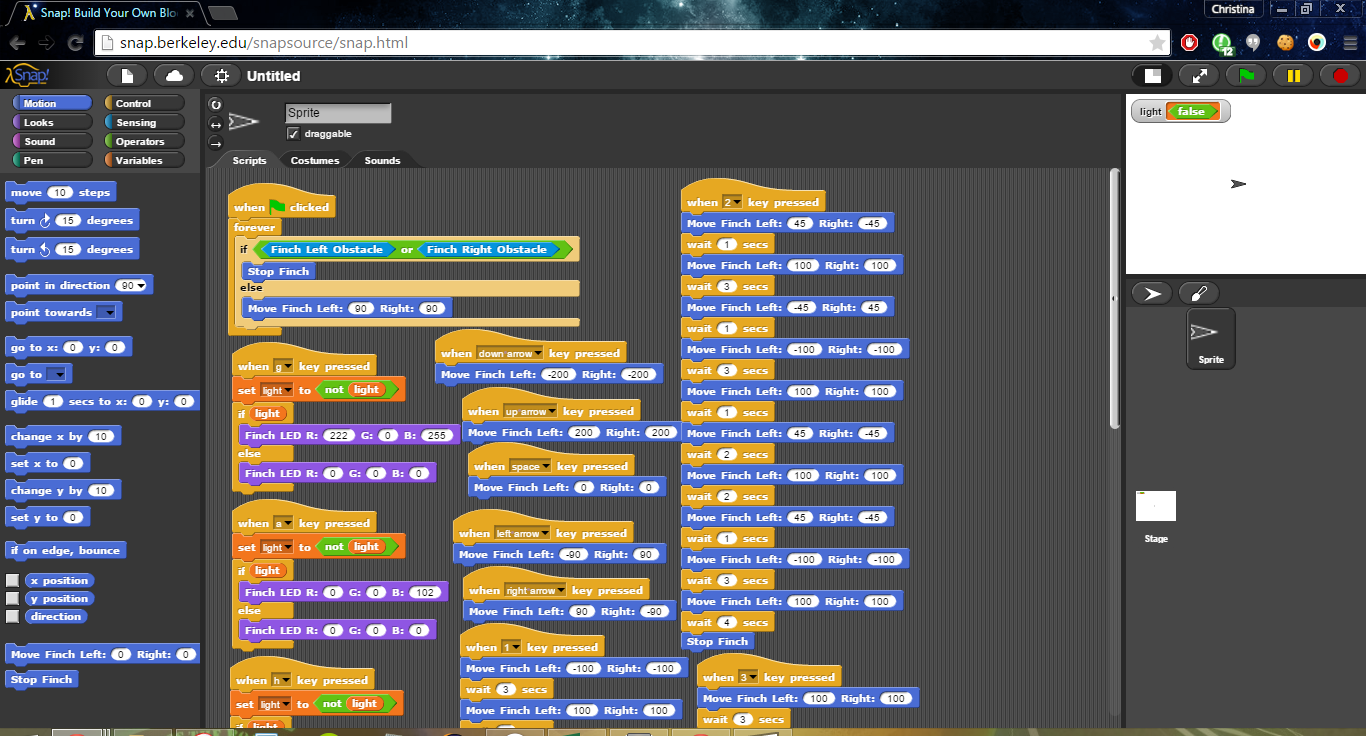 Snap! Build Your Own Blo
Christina
snap.berkeley.edu/snapsource/snap.html
12
Snap!
Untitled
Motion
Control
Looks
Sensing
Sound
Operators
Pen
Variables
move 10 steps
turn 15 degrees
turn 15 degrees
point in direction 90
point towards
go to x: 0 y: 0
go to
glide 1 secs to x: 0 y: 0
change x by 10
set x to 0
change y by 10
set y to 0
if on edge, bounce
x position
y position
direction
Move Finch Left: 0 Right: 0
Stop Finch
Sprite
draggable
Scripts
Costumes
Sounds
when clicked
forever
if Finch Left Obstacle or Finch Right Obstacle
Stop Finch
else
Move Finch Left: 90 Right: 90
when g key pressed
set light to not light
if light
Finch LED R: 222 G: 0 B: 255
else
Finch LED R: 0 G: 0 B: 0
when a key pressed
set light to not light
if light
Finch LED R: 0 G: 0 B: 102
else
Finch LED R: 0 G: 0 B: 0
when h key pressed
set light to not light
if light
when down arrow key pressed
Move Finch Left: -200 Right: -200
when up arrow key pressed
Move Finch Left: 200 Right: 200
when space key pressed
Move Finch Left: 0 Right: 0
when left arrow key pressed
Move Finch Left: -90 Right: 90
when right arrow key pressed
Move Finch Left: 90 Right: -90
when 1 key pressed
Move Finch Left: -100 Right: -100
wait 3 secs
Move Finch Left: 100 Right: 100
when 2 key pressed
Move Finch Left: 45 Right: -45
wait 1 secs
Move Finch Left: 100 Right: 100
wait 3 secs
Move Finch Left: -45 Right: 45
wait 1 secs
Move Finch Left: -100 Right: -100
wait 3 secs
Move Finch Left: 100 Right: 100
wait 1 secs
Move Finch Left: 45 Right: -45
wait 2 secs
Move Finch Left: 100 Right: 100
wait 2 secs
Move Finch Left: 45 Right: -45
wait 1 secs
Move Finch Left: -100 Right: -100
wait 3 secs
Move Finch Left: 100 Right: 100
wait 4 secs
Stop Finch
when 3 key pressed
Move Finch Left: 100 Right: 100
wait 3 secs
light false
Sprite
Stage